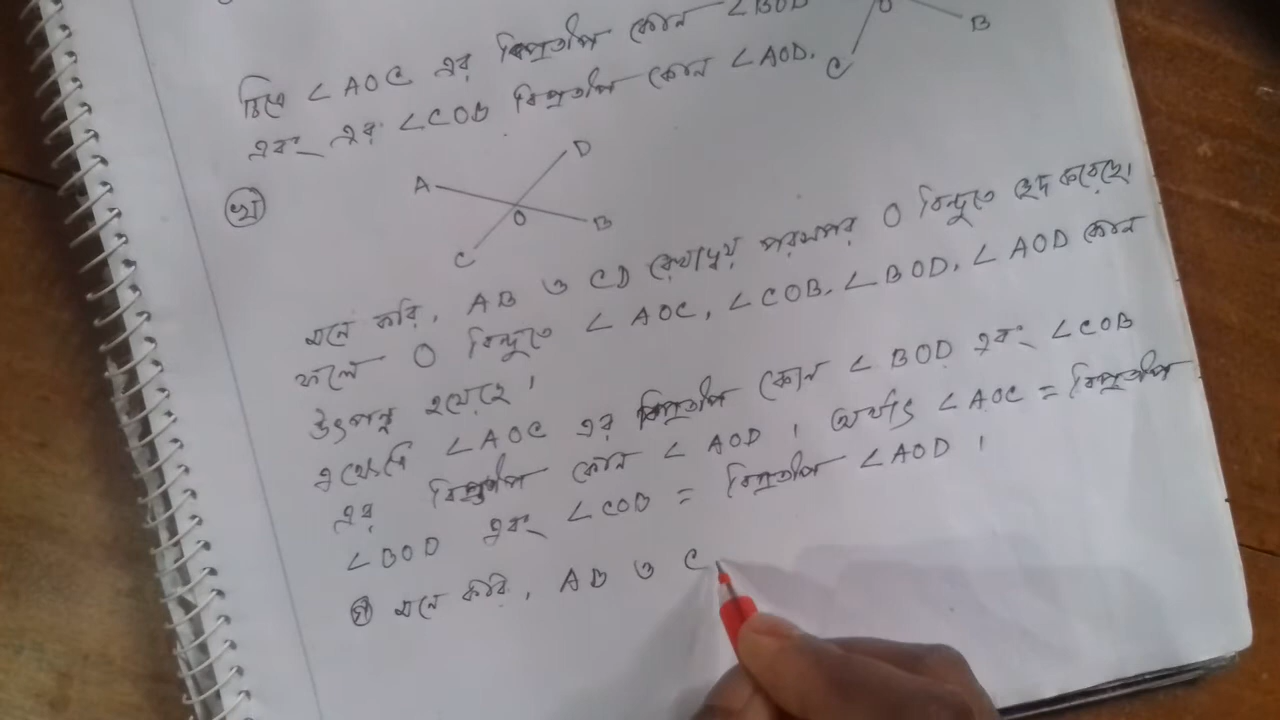 চিত্রে ∠AOC এর বিপ্রতীপ কোন ∠BOD
এবং এর ∠COB বিপ্রতীপ কোন ∠AOD.
O B
C
খ
A D
O B
C
মনে করি, AB ও CD রেখাদ্বয় পরস্পর O বিন্দুতে ছেদ করেছে।
ফলে O বিন্দুতে ∠AOC, ∠COB, ∠BOD, ∠AOD কোন
উৎপন্ন হয়েছে।
∠AOC এর বিপ্রতীপ কোন ∠BOD এবং ∠COB
এর বিপ্রতীপ কোন ∠AOD । অর্থাৎ ∠AOC = বিপ্রতীপ
∠BOD এবং ∠COB = বিপ্রতীপ ∠AOD ।
গ মনে করি, AB ও C